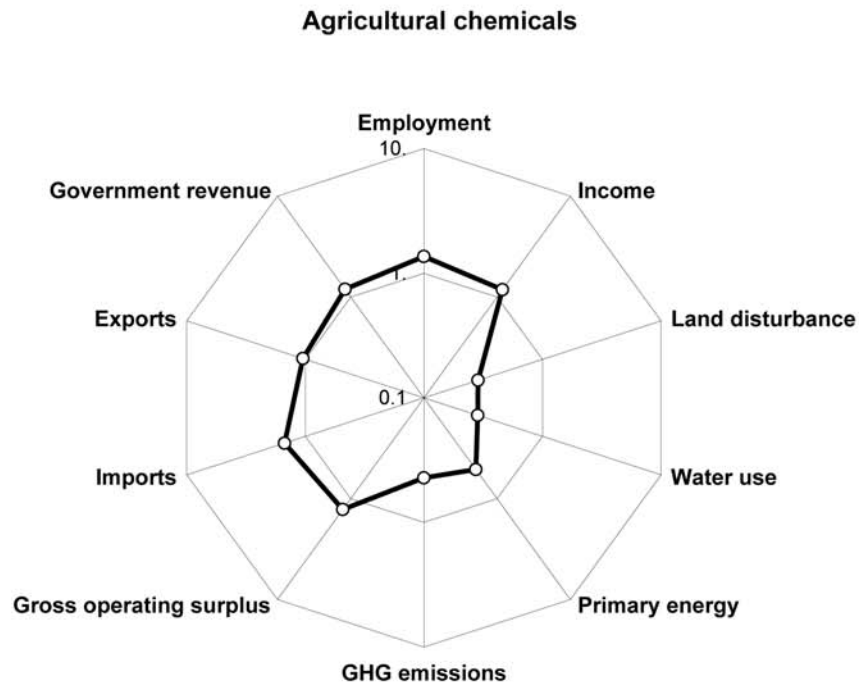 Agricultural chemicals
Employment
10.
Government revenue
Income
1.
Exports
Land disturbance
0.1
Imports
Water use
Gross operating surplus
Primary energy
GHG emissions